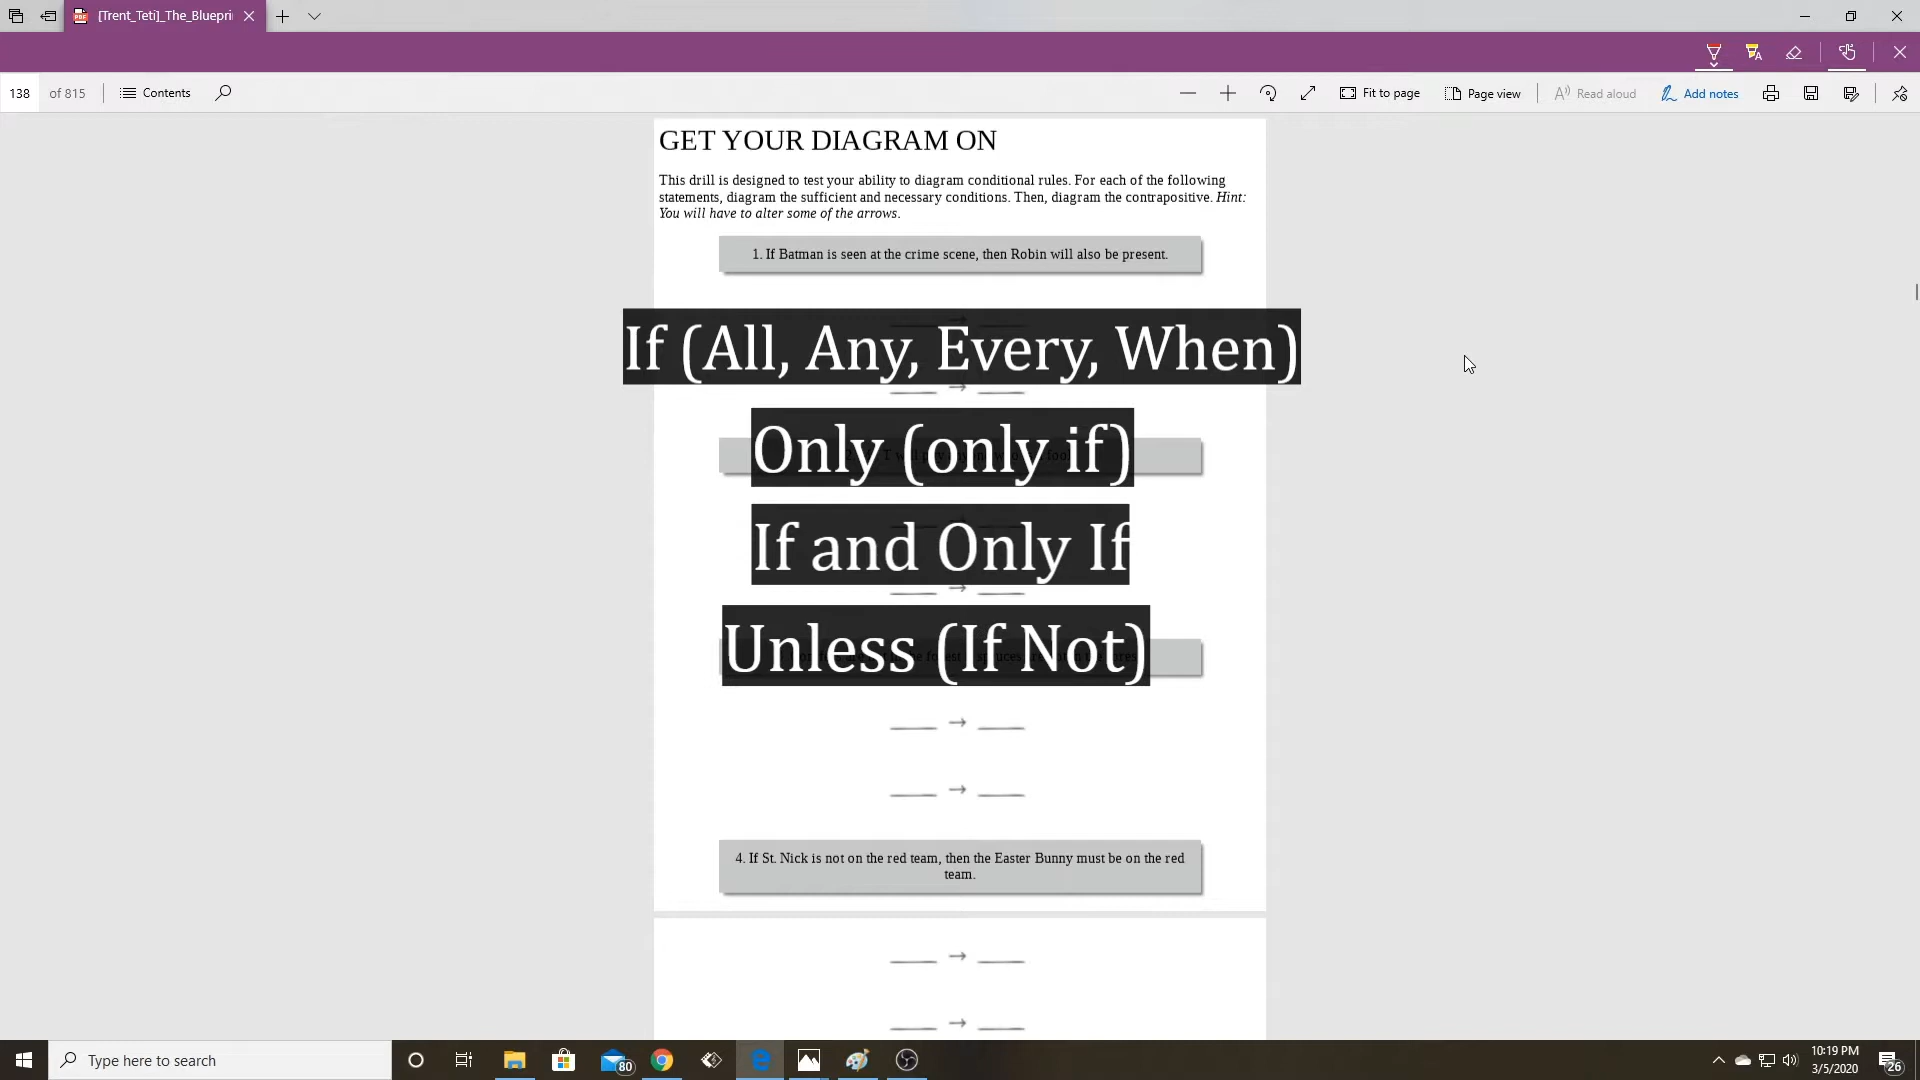 [Trent_Teti]_The_Bluepri
138 of 815
Contents
Fit to page
Page view
Read aloud
Add notes
GET YOUR DIAGRAM ON
This drill is designed to test your ability to diagram conditional rules. For each of the following
statements, diagram the sufficient and necessary conditions. Then, diagram the contrapositive. Hint:
You will have to alter some of the arrows.
1. If Batman is seen at the crime scene, then Robin will also be present.
If (All, Any, Every, When)
Only (only if)
If and Only If
Unless (If Not)
4. If St. Nick is not on the red team, then the Easter Bunny must be on the red
team.
Type here to search
80
10:19 PM
3/5/2020
26